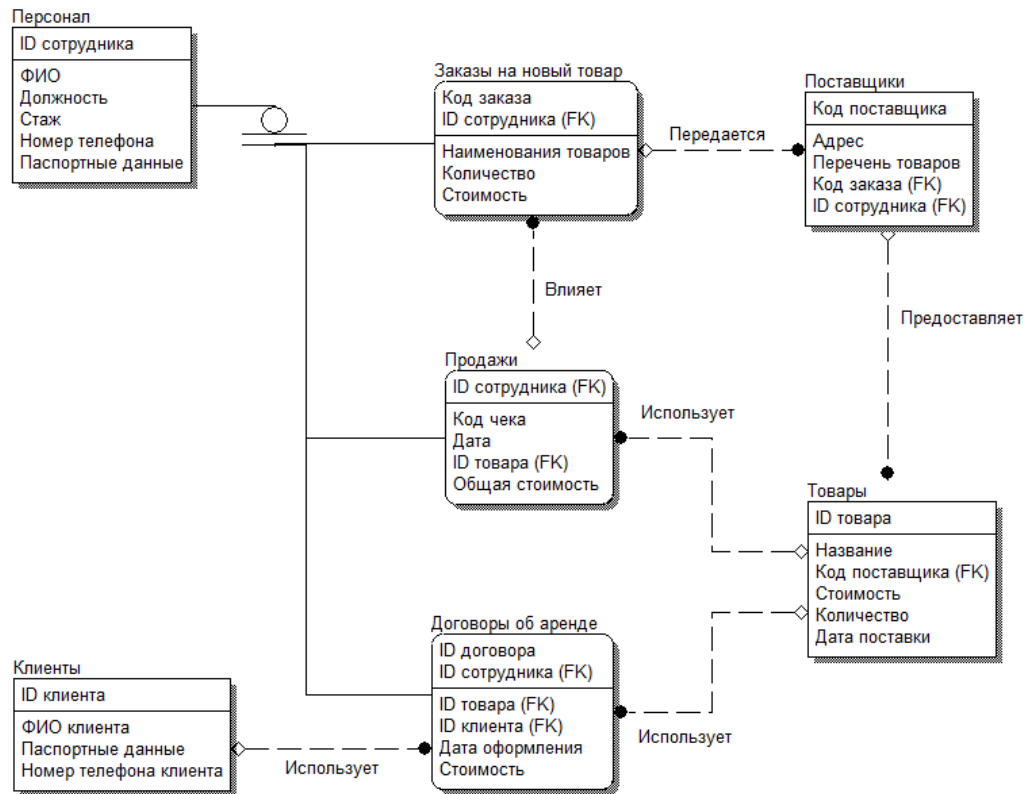 Персонал
ID сотрудника
ФИО
Должность
Стаж
Номер телефона
Паспортные данные
Заказы на новый товар
Код заказа
ID сотрудника (FK)
Наименования товаров
Количество
Стоимость
Передается
Поставщики
Код поставщика
Адрес
Перечень товаров
Код заказа (FK)
ID сотрудника (FK)
Влияет
Предоставляет
Продажи
ID сотрудника (FK)
Код чека
Дата
ID товара (FK)
Общая стоимость
Использует
Товары
ID товара
Название
Код поставщика (FK)
Стоимость
Количество
Дата поставки
Договоры об аренде
ID договора
ID сотрудника (FK)
ID товара (FK)
ID клиента (FK)
Дата оформления
Стоимость
Использует
Клиенты
ID клиента
ФИО клиента
Паспортные данные
Номер телефона клиента
Использует